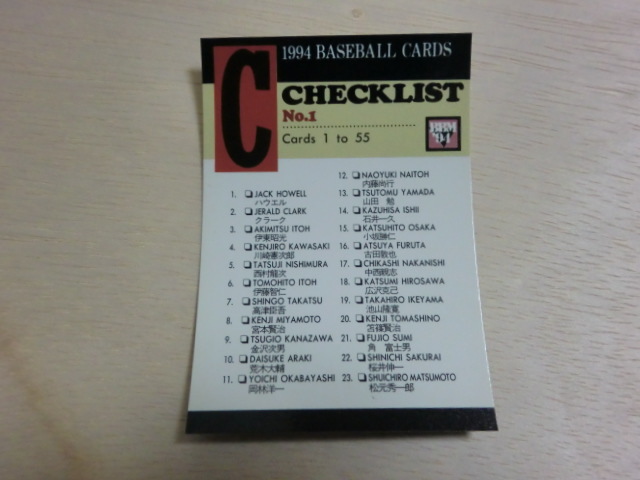 1994 BASEBALL CARDS
C
CHECKLIST
No.1
Cards 1 to 55
BBM
'94
1. JACK HOWELL
ハウエル
2. JERALD CLARK
クラーク
3. AKIMITSU ITOH
伊東昭光
4. KENJIRO KAWASAKI
川崎憲次郎
5. TATSUJI NISHIMURA
西村龍次
6. TOMOHITO ITOH
伊藤智仁
7. SHINGO TAKATSU
高津臣吾
8. KENJI MIYAMOTO
宮本賢治
9. TSUGIO KANAZAWA
金沢次男
10. DAISUKE ARAKI
荒木大輔
11. YOICHI OKABAYASHI
岡林洋一
12. NAOYUKI NAITOH
内藤尚行
13. TSUTOMU YAMADA
山田 勉
14. KAZUHISA ISHII
石井一久
15. KATSUHITO OSAKA
小坂勝仁
16. ATSUYA FURUTA
古田敦也
17. CHIKASHI NAKANISHI
中西親志
18. KATSUMI HIROSAWA
広沢克己
19. TAKAHIRO IKEYAMA
池山隆寛
20. KENJI TOMASHINO
笘篠賢治
21. FUJIO SUMI
角 富士男
22. SHINICHI SAKURAI
桜井伸一
23. SHUICHIRO MATSUMOTO
松元秀一郎